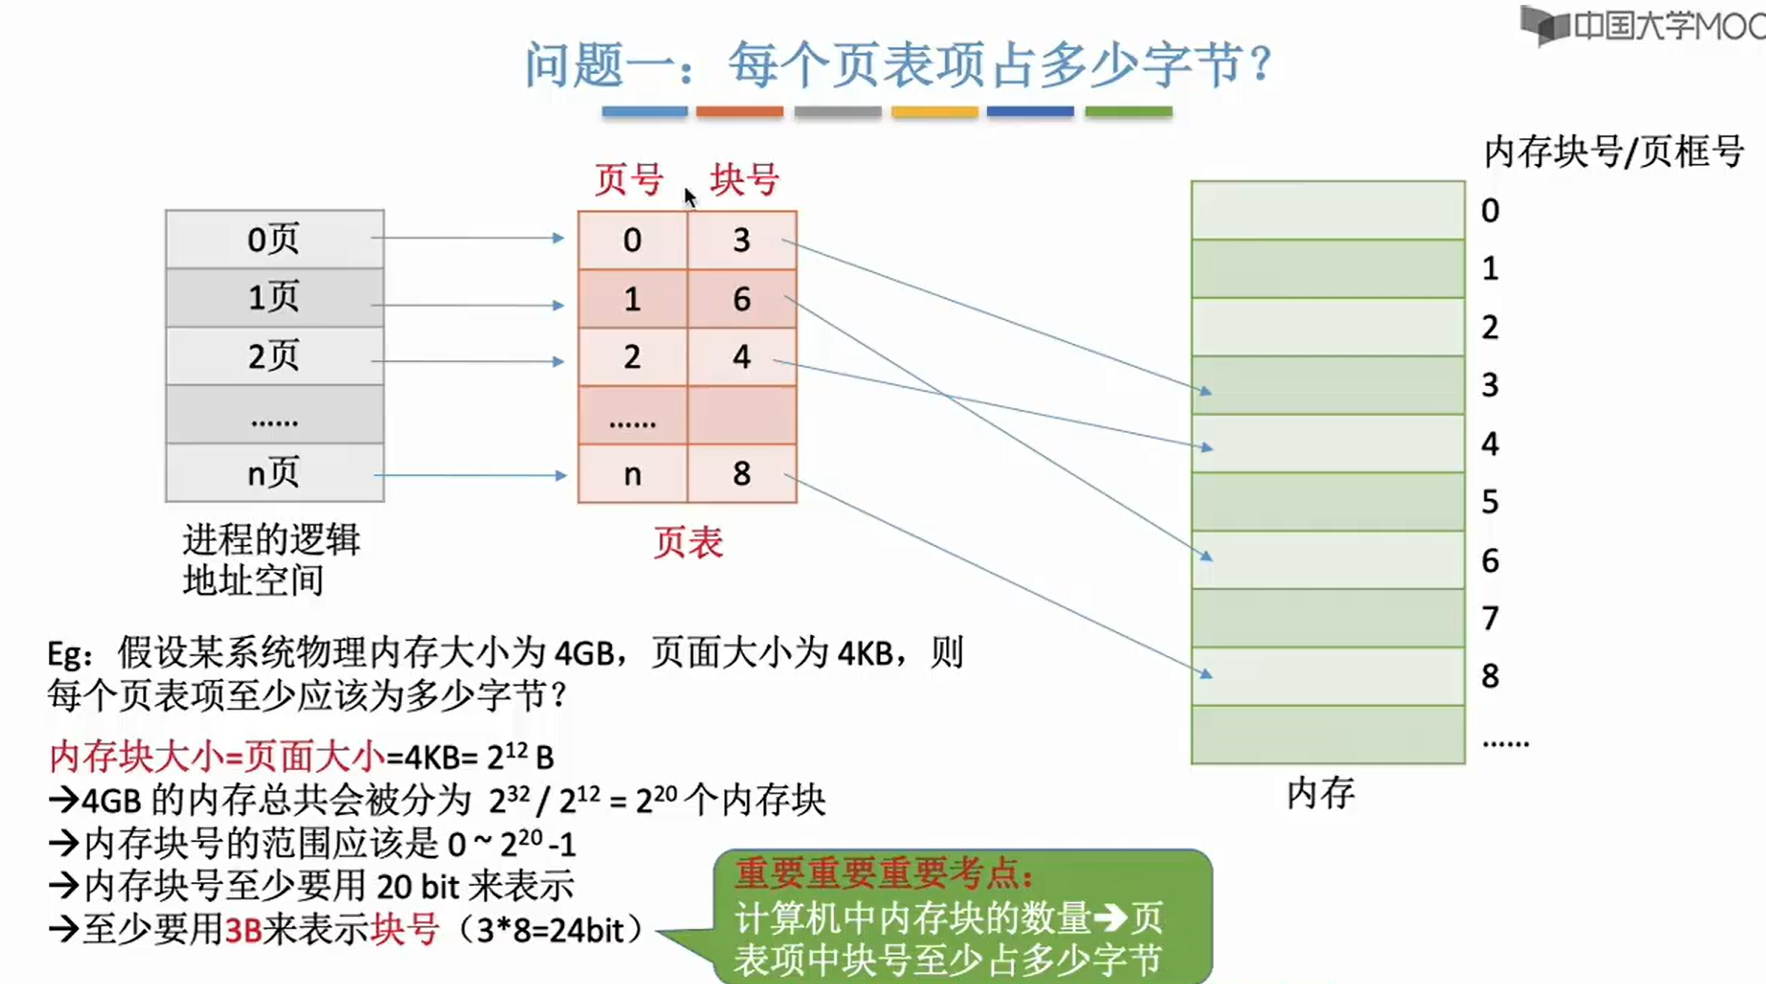 中国大学MOOC
问题一：每个页表项占多少字节？
内存块号/页框号
页号 块号
0页
1页
2页
......
n页
进程的逻辑
地址空间
0 3
1 6
2 4
......
n 8
页表
0
1
2
3
4
5
6
7
8
......
内存
Eg：假设某系统物理内存大小为 4GB，页面大小为 4KB，则
每个页表项至少应该为多少字节？
内存块大小=页面大小=4KB= 2¹² B
→4GB 的内存总共会被分为 2³² / 2¹² = 2²⁰ 个内存块
→内存块号的范围应该是 0 ~ 2²⁰ -1
→内存块号至少要用 20 bit 来表示
→至少要用3B来表示块号（3*8=24bit）
重要重要重要考点：
计算机中内存块的数量→页
表项中块号至少占多少字节